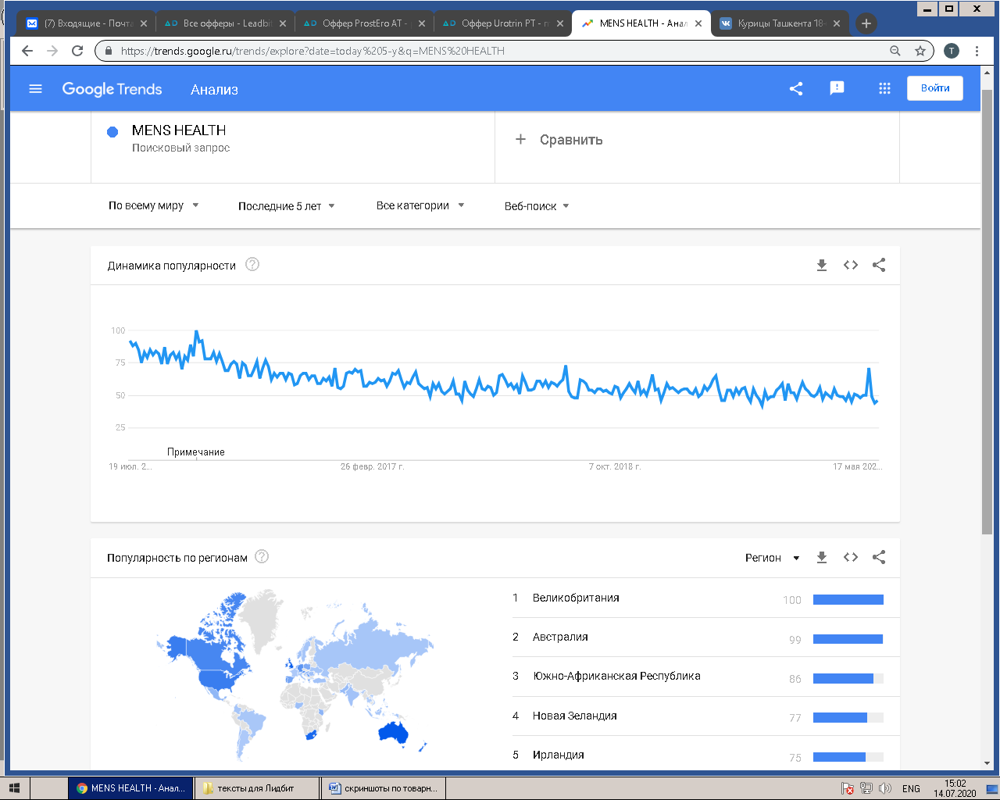 (7) Входящие - Почта
Все офферы - Leadbit
Оффер ProstEro AT -
Оффер Urotrin PT - п
MENS HEALTH - Анал
Курицы Ташкента 18+
https://trends.google.ru/trends/explore?date=today%205-y&q=MENS%20HEALTH
T
Google Trends
Анализ
Войти
MENS HEALTH
Поисковый запрос
+ Сравнить
По всему миру
Последние 5 лет
Все категории
Веб-поиск
Динамика популярности ?
100
75
50
25
Примечание
19 июл. 2...
26 февр. 2017 г.
7 окт. 2018 г.
17 мая 202...
Популярность по регионам ?
Регион
1 Великобритания 100
2 Австралия 99
3 Южно-Африканская Республика 86
4 Новая Зеландия 77
5 Ирландия 75
MENS HEALTH - Анал...
тексты для Лидбит
скриншоты по товарн...
ENG
15:02
14.07.2020